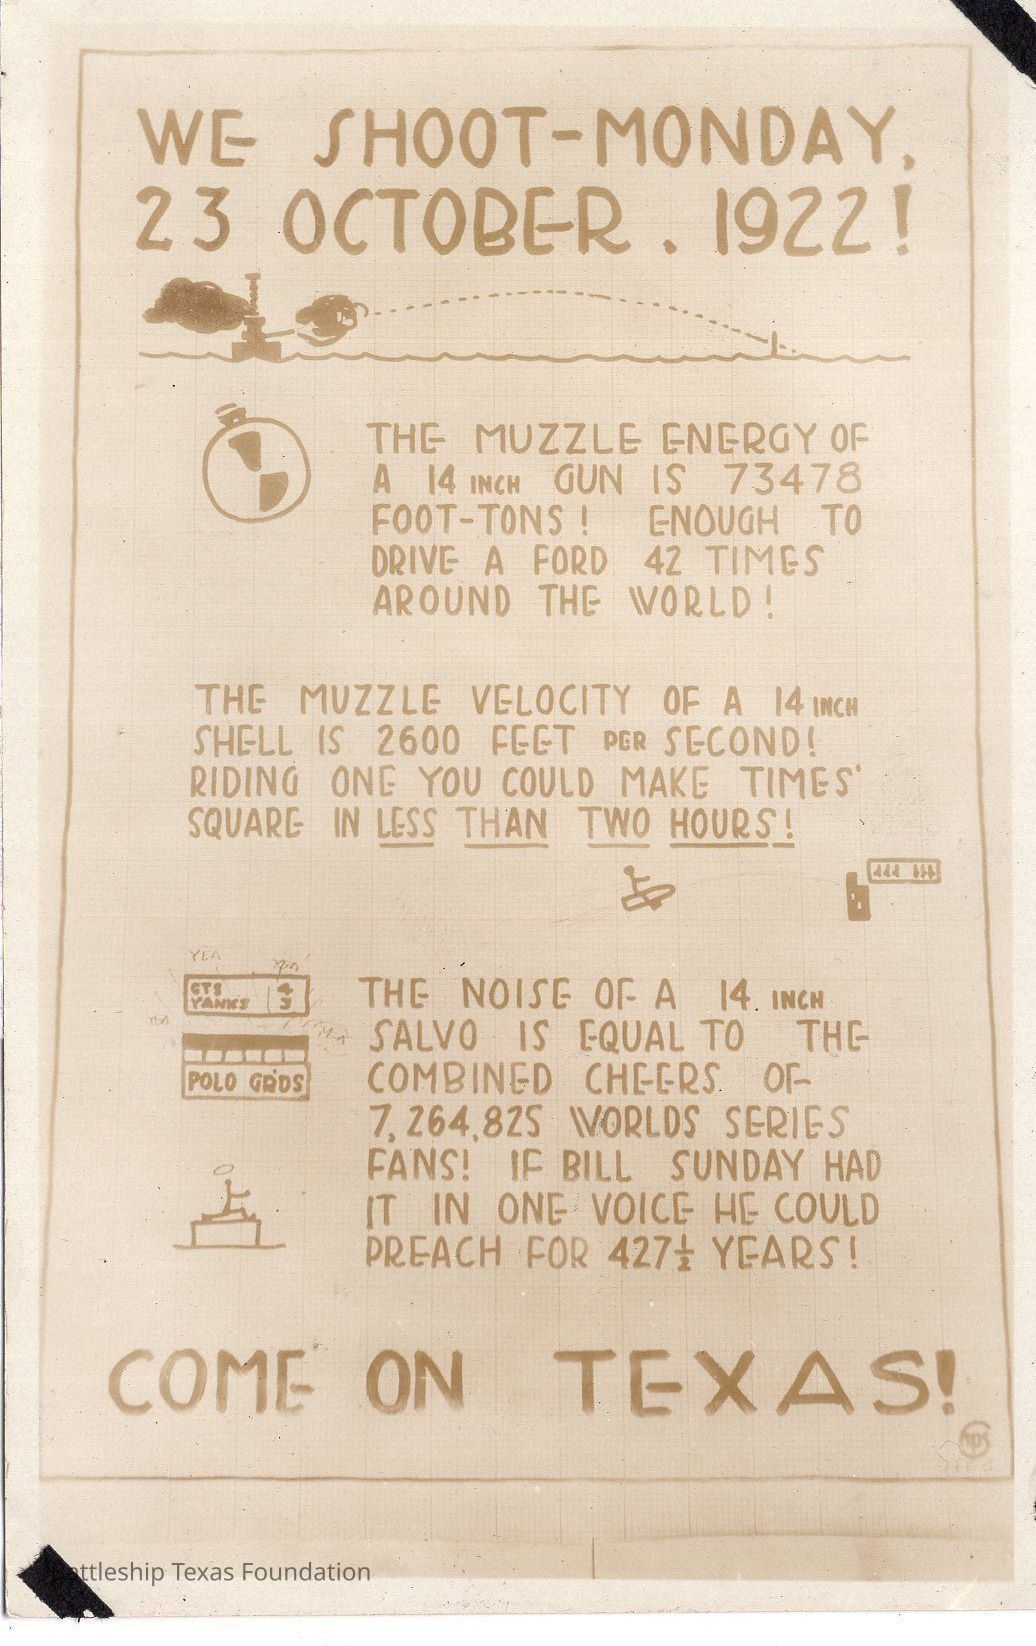 WE SHOOT-MONDAY,
23 OCTOBER. 1922!
THE MUZZLE ENERGY OF
A 14 INCH GUN IS 73478
FOOT-TONS! ENOUGH TO
DRIVE A FORD 42 TIMES
AROUND THE WORLD!
THE MUZZLE VELOCITY OF A 14 INCH
SHELL IS 2600 FEET PER SECOND!
RIDING ONE YOU COULD MAKE TIMES'
SQUARE IN LESS THAN TWO HOURS!
YEA
GTS 4
YANKS 3
POLO GR'DS
THE NOISE OF A 14. INCH
SALVO IS EQUAL TO THE
COMBINED CHEERS OF
7,264,825 WORLDS SERIES
FANS! IF BILL SUNDAY HAD
IT IN ONE VOICE HE COULD
PREACH FOR 427½ YEARS!
COME ON TEXAS!
attleship Texas Foundation